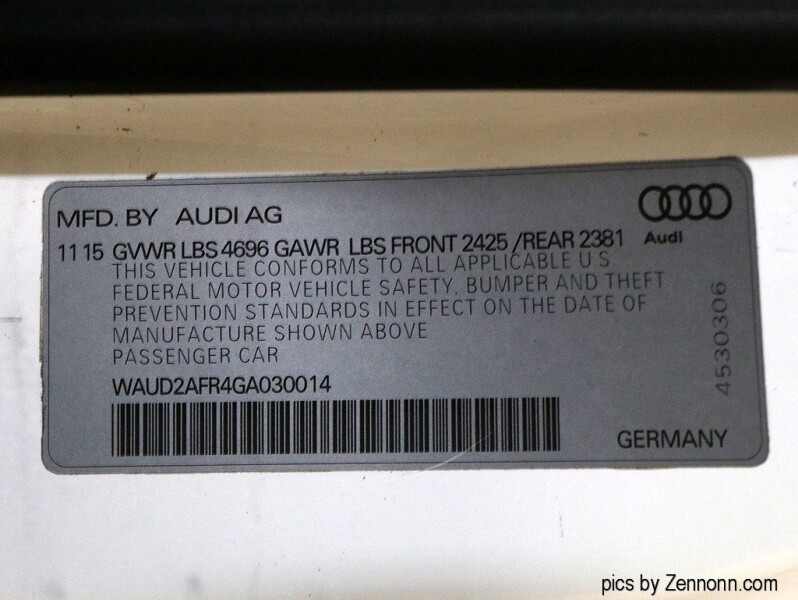 MFD. BY AUDI AG
Audi
11 15 GVWR LBS 4696 GAWR LBS FRONT 2425 /REAR 2381
THIS VEHICLE CONFORMS TO ALL APPLICABLE U S
FEDERAL MOTOR VEHICLE SAFETY, BUMPER AND THEFT
PREVENTION STANDARDS IN EFFECT ON THE DATE OF
MANUFACTURE SHOWN ABOVE
PASSENGER CAR
WAUD2AFR4GA030014
4530306
GERMANY
pics by Zennonn.com